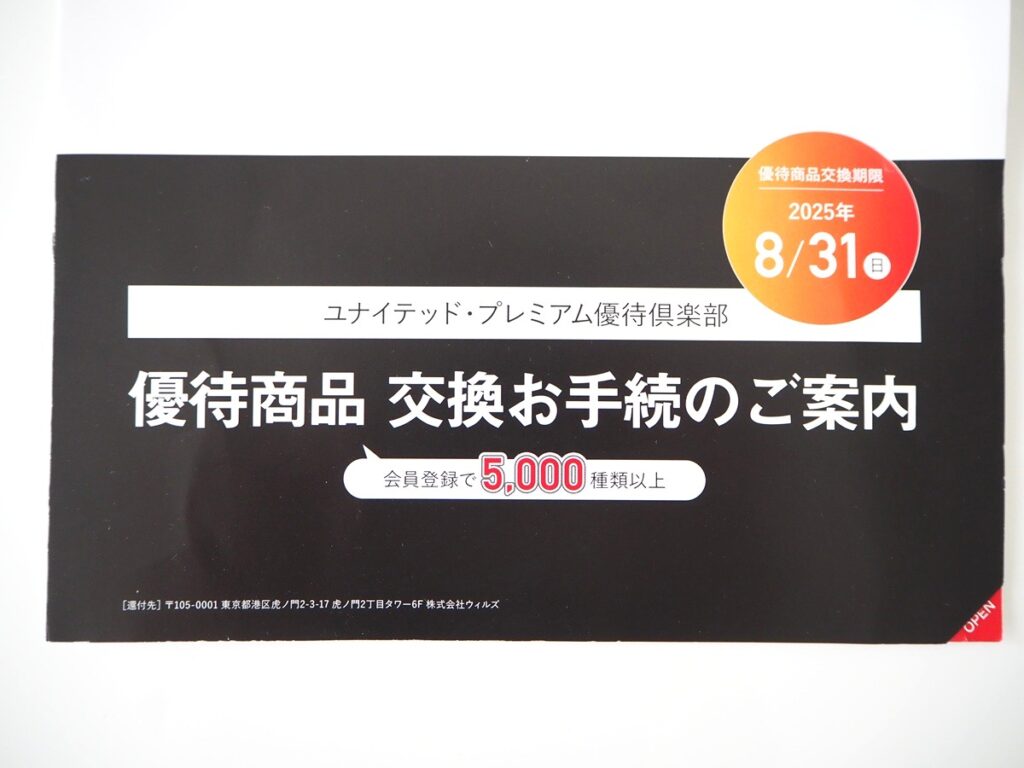 優待商品交換期限
2025年
8/31日
ユナイテッド・プレミアム優待倶楽部
優待商品 交換お手続のご案内
会員登録で5,000種類以上
[還付先]〒105-0001 東京都港区虎ノ門2-3-17 虎ノ門2丁目タワー6F 株式会社ウィルズ
OPEN